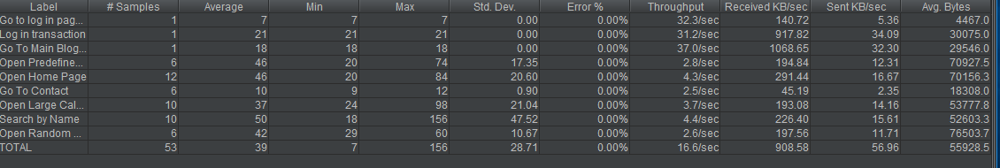 Label # Samples Average Min Max Std. Dev. Error % Throughput Received KB/sec Sent KB/sec Avg. Bytes
Go to log in pag... 1 7 7 7 0.00 0.00% 32.3/sec 140.72 5.36 4467.0
Log in transaction 1 21 21 21 0.00 0.00% 31.2/sec 917.82 34.09 30075.0
Go To Main Blog... 1 18 18 18 0.00 0.00% 37.0/sec 1068.65 32.30 29546.0
Open Predefine... 6 46 20 74 17.35 0.00% 2.8/sec 194.84 12.31 70927.5
Open Home Page 12 46 20 84 20.60 0.00% 4.3/sec 291.44 16.67 70156.3
Go To Contact 6 10 9 12 0.90 0.00% 2.5/sec 45.19 2.35 18308.0
Open Large Cal... 10 37 24 98 21.04 0.00% 3.7/sec 193.08 14.16 53777.8
Search by Name 10 50 18 156 47.52 0.00% 4.4/sec 226.40 15.61 52603.3
Open Random ... 6 42 29 60 10.67 0.00% 2.6/sec 197.56 11.71 76503.7
TOTAL 53 39 7 156 28.71 0.00% 16.6/sec 908.58 56.96 55928.5